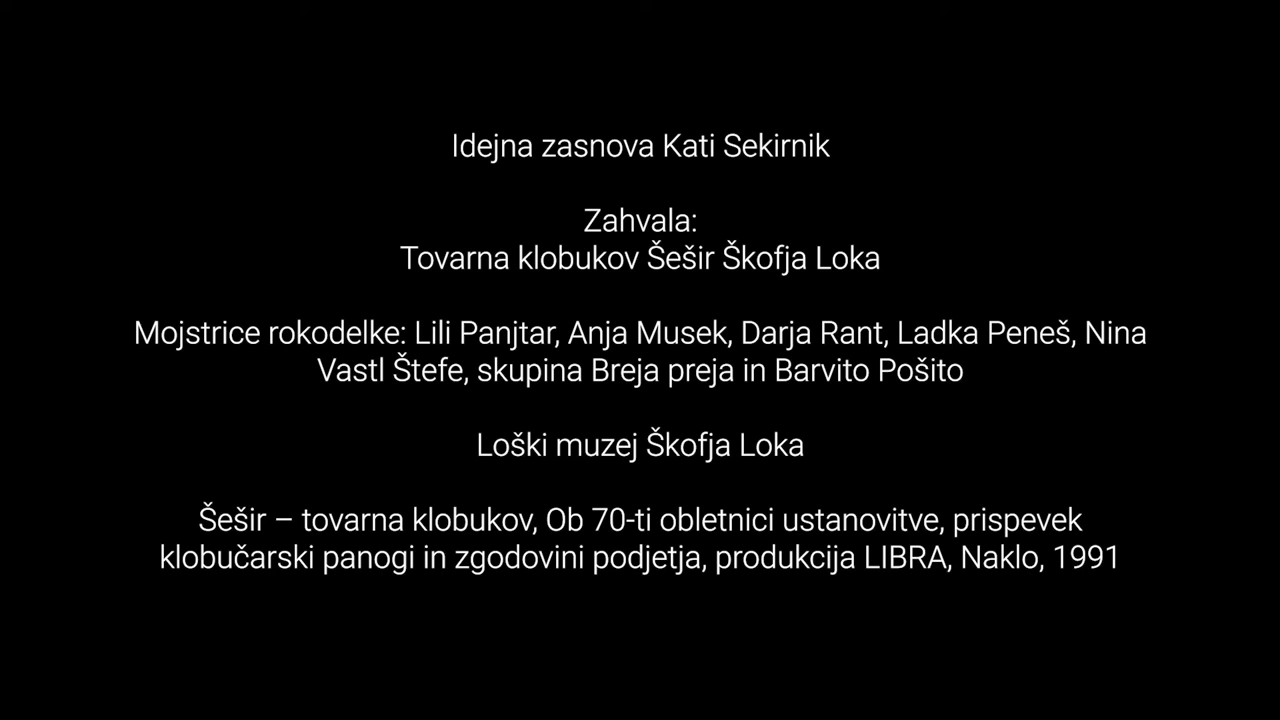 Idejna zasnova Kati Sekirnik
Zahvala:
Tovarna klobukov Šešir Škofja Loka
Mojstrice rokodelke: Lili Panjtar, Anja Musek, Darja Rant, Ladka Peneš, Nina
Vastl Štefe, skupina Breja preja in Barvito Pošito
Loški muzej Škofja Loka
Šešir – tovarna klobukov, Ob 70-ti obletnici ustanovitve, prispevek
klobučarski panogi in zgodovini podjetja, produkcija LIBRA, Naklo, 1991